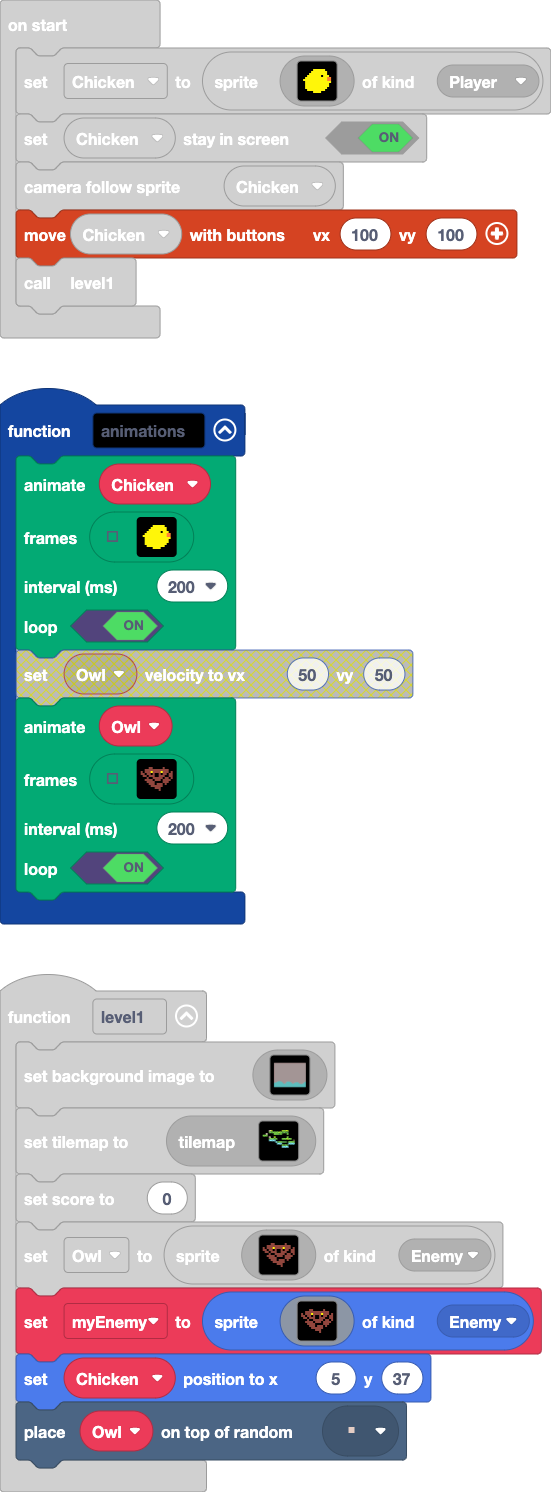 on start
set Chicken to sprite of kind Player
set Chicken stay in screen ON
camera follow sprite Chicken
move Chicken with buttons vx 100 vy 100
call level1
function animations
animate Chicken
frames
interval (ms) 200
loop ON
set Owl velocity to vx 50 vy 50
animate Owl
frames
interval (ms) 200
loop ON
function level1
set background image to
set tilemap to tilemap
set score to 0
set Owl to sprite of kind Enemy
set myEnemy to sprite of kind Enemy
set Chicken position to x 5 y 37
place Owl on top of random